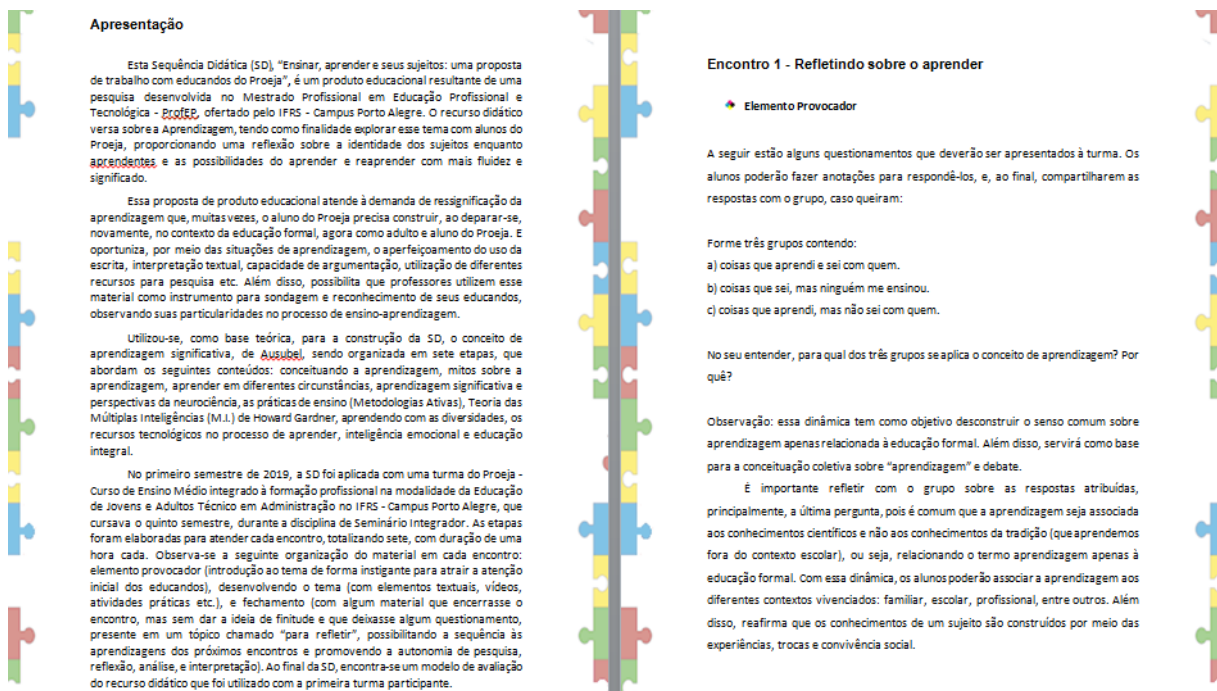 Apresentação
Esta Sequência Didática (SD), “Ensinar, aprender e seus sujeitos: uma proposta
de trabalho com educandos do Proeja”, é um produto educacional resultante de uma
pesquisa desenvolvida no Mestrado Profissional em Educação Profissional e
Tecnológica - ProfEP, ofertado pelo IFRS - Campus Porto Alegre. O recurso didático
versa sobre a Aprendizagem, tendo como finalidade explorar esse tema com alunos do
Proeja, proporcionando uma reflexão sobre a identidade dos sujeitos enquanto
aprendentes e as possibilidades do aprender e reaprender com mais fluidez e
significado.
Essa proposta de produto educacional atende à demanda de ressignificação da
aprendizagem que, muitas vezes, o aluno do Proeja precisa construir, ao deparar-se,
novamente, no contexto da educação formal, agora como adulto e aluno do Proeja. E
oportuniza, por meio das situações de aprendizagem, o aperfeiçoamento do uso da
escrita, interpretação textual, capacidade de argumentação, utilização de diferentes
recursos para pesquisa etc. Além disso, possibilita que professores utilizem esse
material como instrumento para sondagem e reconhecimento de seus educandos,
observando suas particularidades no processo de ensino-aprendizagem.
Utilizou-se, como base teórica, para a construção da SD, o conceito de
aprendizagem significativa, de Ausubel, sendo organizada em sete etapas, que
abordam os seguintes conteúdos: conceituando a aprendizagem, mitos sobre a
aprendizagem, aprender em diferentes circunstâncias, aprendizagem significativa e
perspectivas da neurociência, as práticas de ensino (Metodologias Ativas), Teoria das
Múltiplas Inteligências (M.I.) de Howard Gardner, aprendendo com as diversidades, os
recursos tecnológicos no processo de aprender, inteligência emocional e educação
integral.
No primeiro semestre de 2019, a SD foi aplicada com uma turma do Proeja -
Curso de Ensino Médio integrado à formação profissional na modalidade da Educação
de Jovens e Adultos Técnico em Administração no IFRS - Campus Porto Alegre, que
cursava o quinto semestre, durante a disciplina de Seminário Integrador. As etapas
foram elaboradas para atender cada encontro, totalizando sete, com duração de uma
hora cada. Observa-se a seguinte organização do material em cada encontro:
elemento provocador (introdução ao tema de forma instigante para atrair a atenção
inicial dos educandos), desenvolvendo o tema (com elementos textuais, vídeos,
atividades práticas etc.), e fechamento (com algum material que encerrasse o
encontro, mas sem dar a ideia de finitude e que deixasse algum questionamento,
presente em um tópico chamado “para refletir”, possibilitando a sequência às
aprendizagens dos próximos encontros e promovendo a autonomia de pesquisa,
reflexão, análise, e interpretação). Ao final da SD, encontra-se um modelo de avaliação
do recurso didático que foi utilizado com a primeira turma participante.
Encontro 1 - Refletindo sobre o aprender
Elemento Provocador
A seguir estão alguns questionamentos que deverão ser apresentados à turma. Os
alunos poderão fazer anotações para respondê-los, e, ao final, compartilharem as
respostas com o grupo, caso queiram:
Forme três grupos contendo:
a) coisas que aprendi e sei com quem.
b) coisas que sei, mas ninguém me ensinou.
c) coisas que aprendi, mas não sei com quem.
No seu entender, para qual dos três grupos se aplica o conceito de aprendizagem? Por
quê?
Observação: essa dinâmica tem como objetivo desconstruir o senso comum sobre
aprendizagem apenas relacionada à educação formal. Além disso, servirá como base
para a conceituação coletiva sobre “aprendizagem” e debate.
É importante refletir com o grupo sobre as respostas atribuídas,
principalmente, a última pergunta, pois é comum que a aprendizagem seja associada
aos conhecimentos científicos e não aos conhecimentos da tradição (que aprendemos
fora do contexto escolar), ou seja, relacionando o termo aprendizagem apenas à
educação formal. Com essa dinâmica, os alunos poderão associar a aprendizagem aos
diferentes contextos vivenciados: familiar, escolar, profissional, entre outros. Além
disso, reafirma que os conhecimentos de um sujeito são construídos por meio das
experiências, trocas e convivência social.